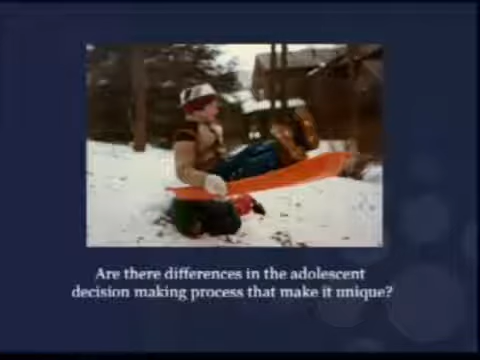 Are there differences in the adolescent
decision making process that make it unique?